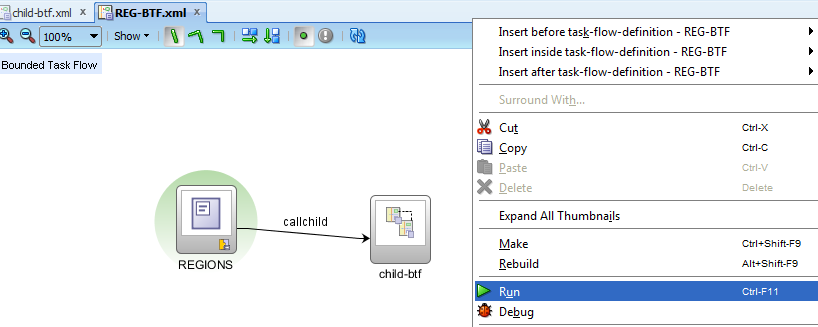 child-btf.xml x REG-BTF.xml x
100% Show
Bounded Task Flow
REGIONS
callchild
child-btf
Insert before task-flow-definition - REG-BTF
Insert inside task-flow-definition - REG-BTF
Insert after task-flow-definition - REG-BTF
Surround With...
Cut Ctrl-X
Copy Ctrl-C
Paste Ctrl-V
Delete Delete
Expand All Thumbnails
Make Ctrl+Shift-F9
Rebuild Alt+Shift-F9
Run Ctrl-F11
Debug